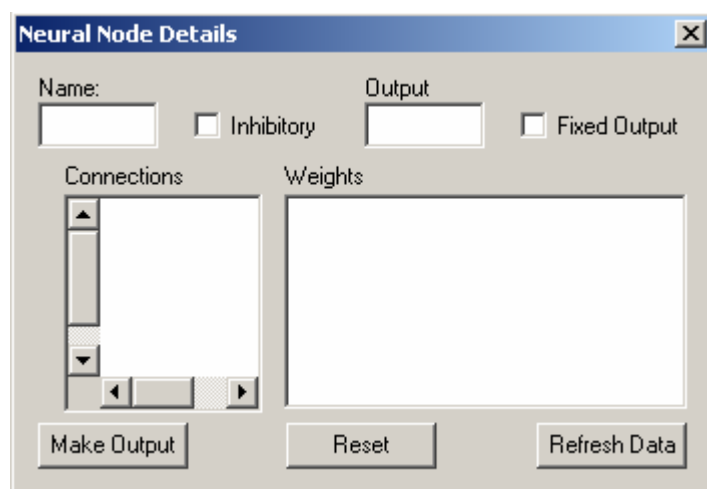 Neural Node Details
Name:
Output
Inhibitory
Fixed Output
Connections
Weights
Make Output
Reset
Refresh Data